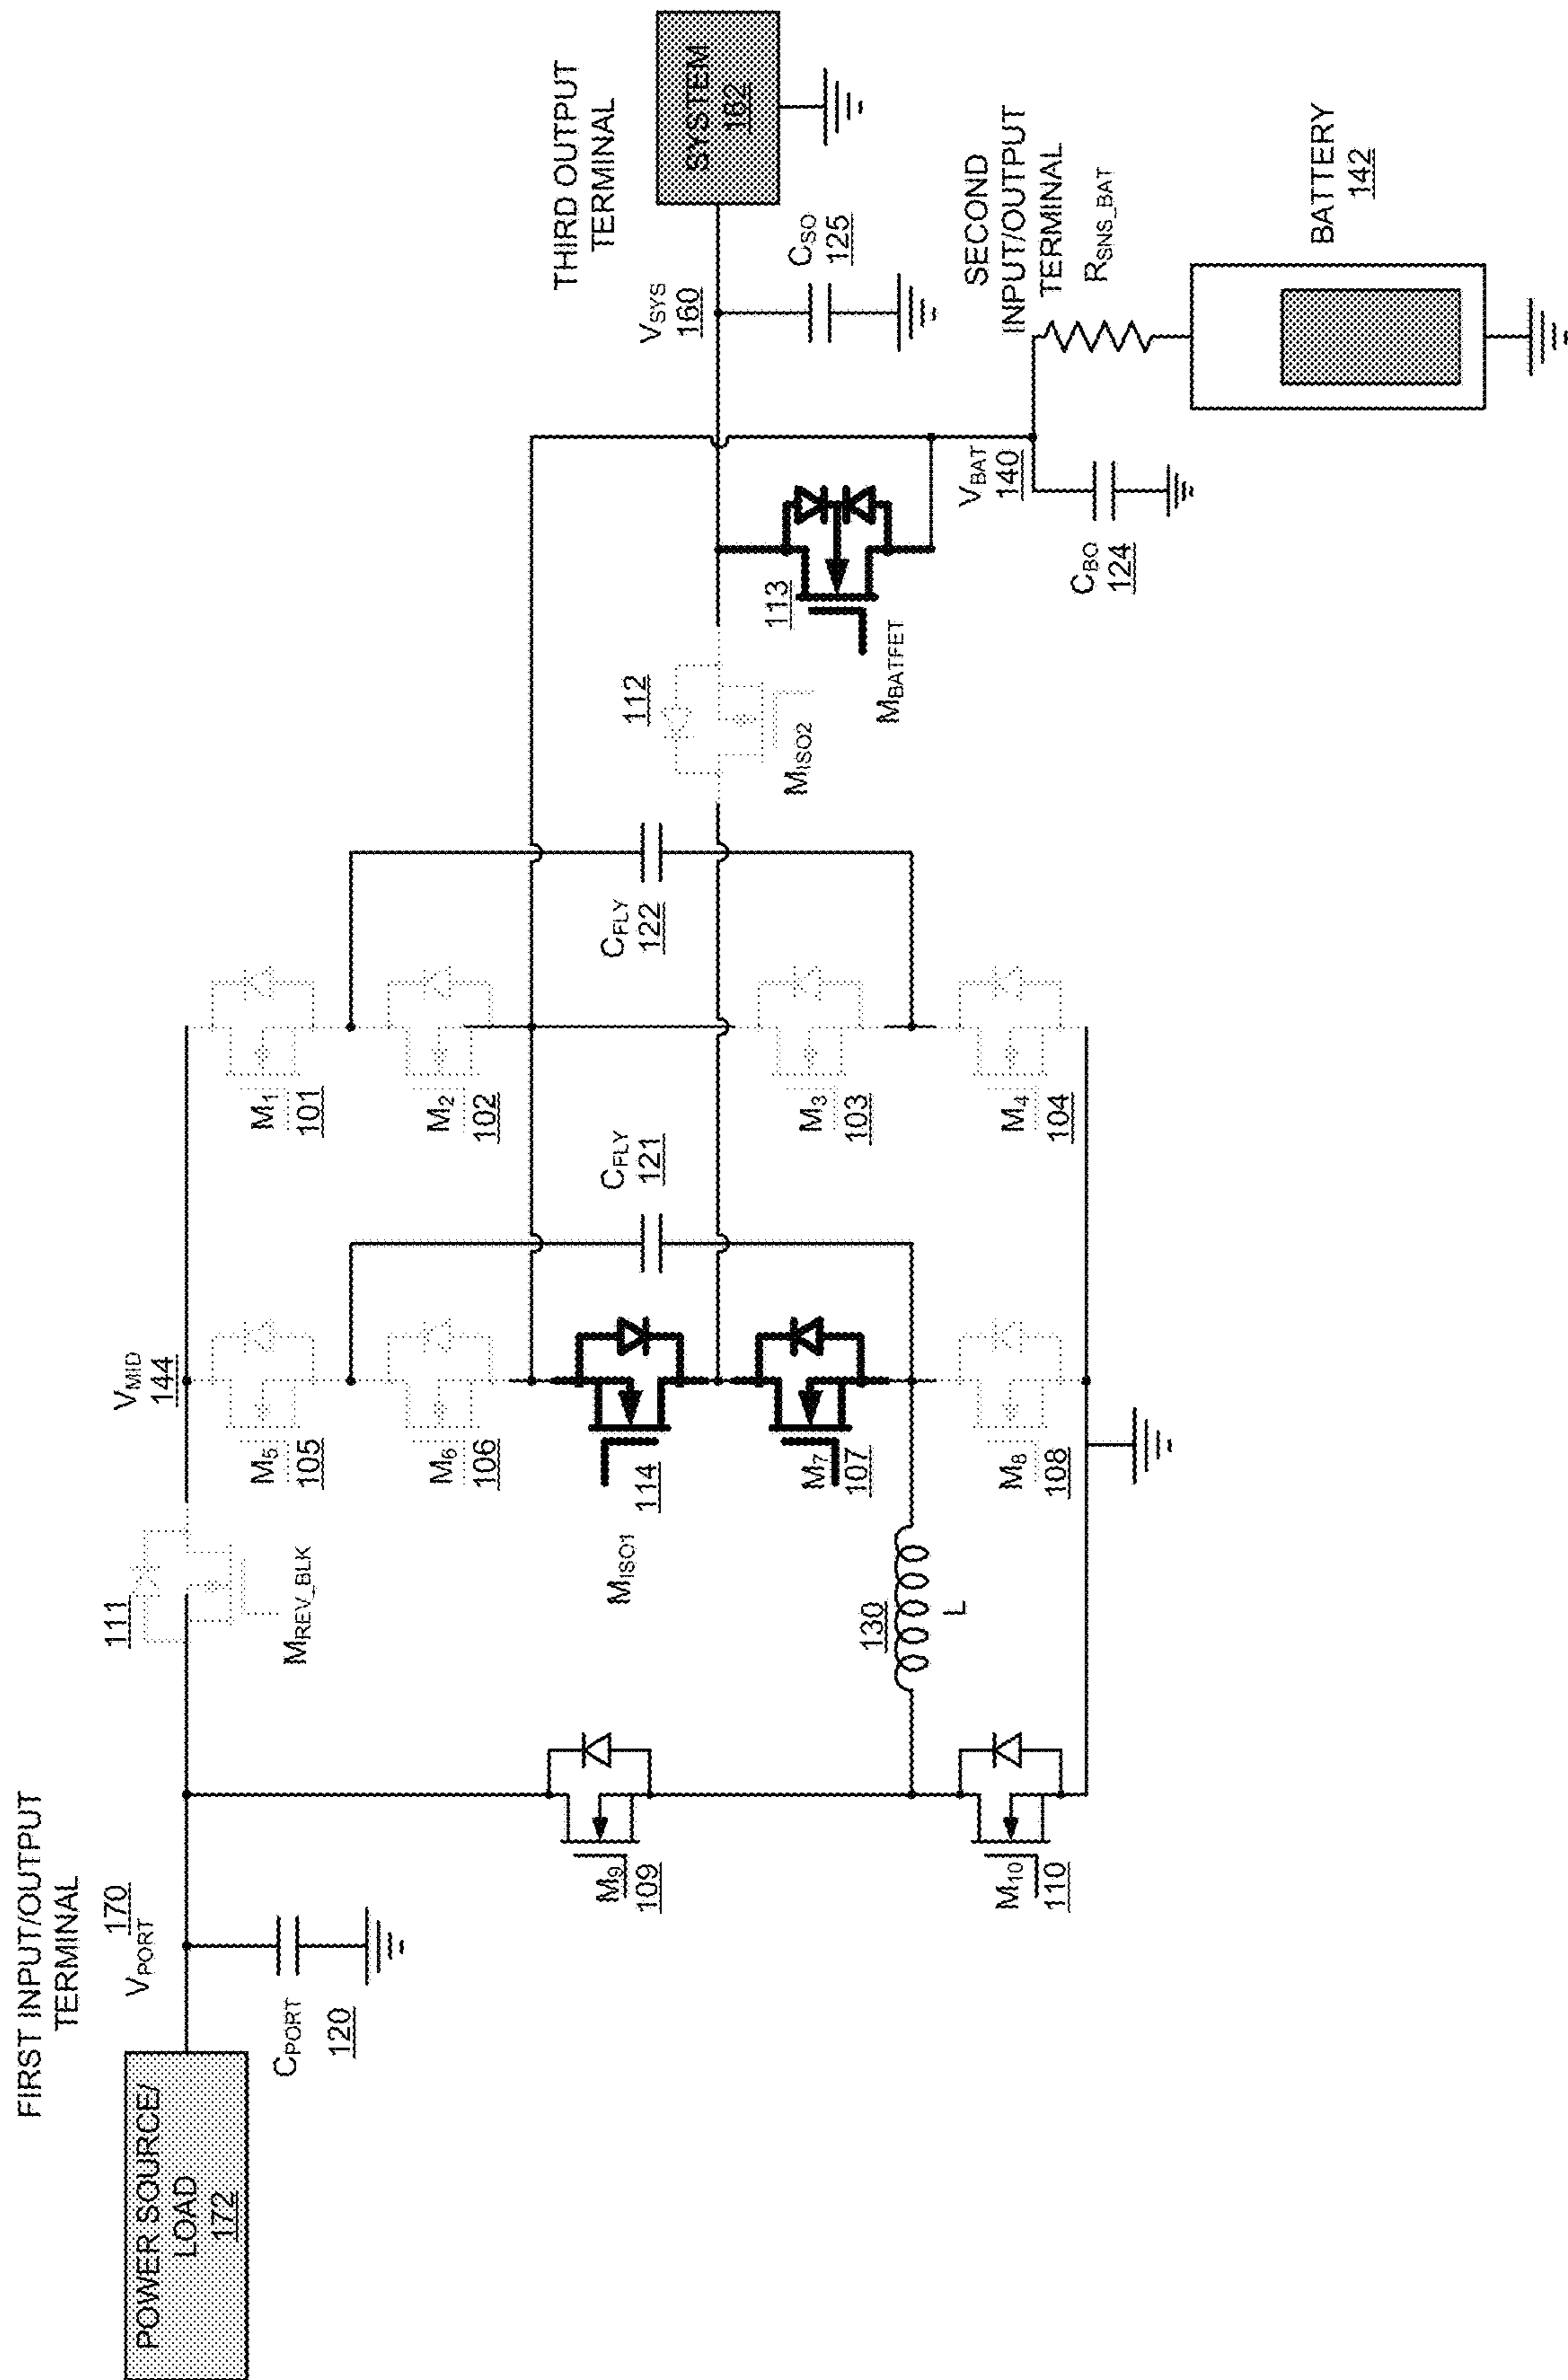 FIRST INPUT/OUTPUT
TERMINAL
POWER SOURCE/
LOAD
172
170
VPORT
CPORT
120
111
MREV_BLK
VMID
144
M5
105
M6
106
MISO1
114
M7
107
M8
108
M9
109
M10
110
130
L
CFLY
121
M1
101
M2
102
M3
103
M4
104
CFLY
122
112
MISO2
113
MBATFET
THIRD OUTPUT
TERMINAL
SYSTEM
162
VSYS
160
CSO
125
SECOND
INPUT/OUTPUT
TERMINAL
RSNS_BAT
VBAT
140
CBO
124
BATTERY
142